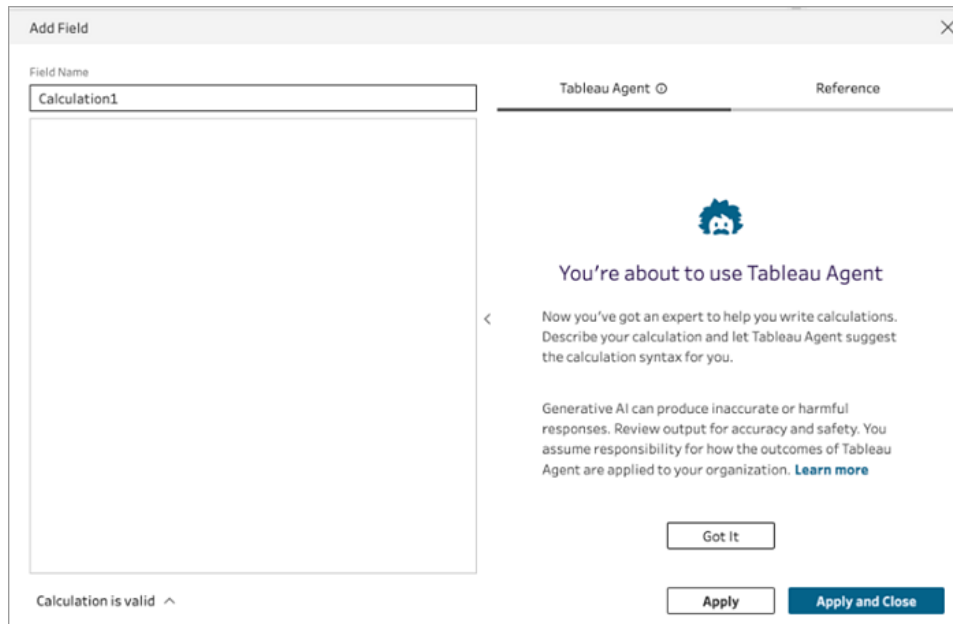 Add Field
Field Name
Calculation1
Tableau Agent
Reference
You're about to use Tableau Agent
Now you've got an expert to help you write calculations.
Describe your calculation and let Tableau Agent suggest
the calculation syntax for you.
Generative AI can produce inaccurate or harmful
responses. Review output for accuracy and safety. You
assume responsibility for how the outcomes of Tableau
Agent are applied to your organization. Learn more
Got It
Calculation is valid
Apply
Apply and Close